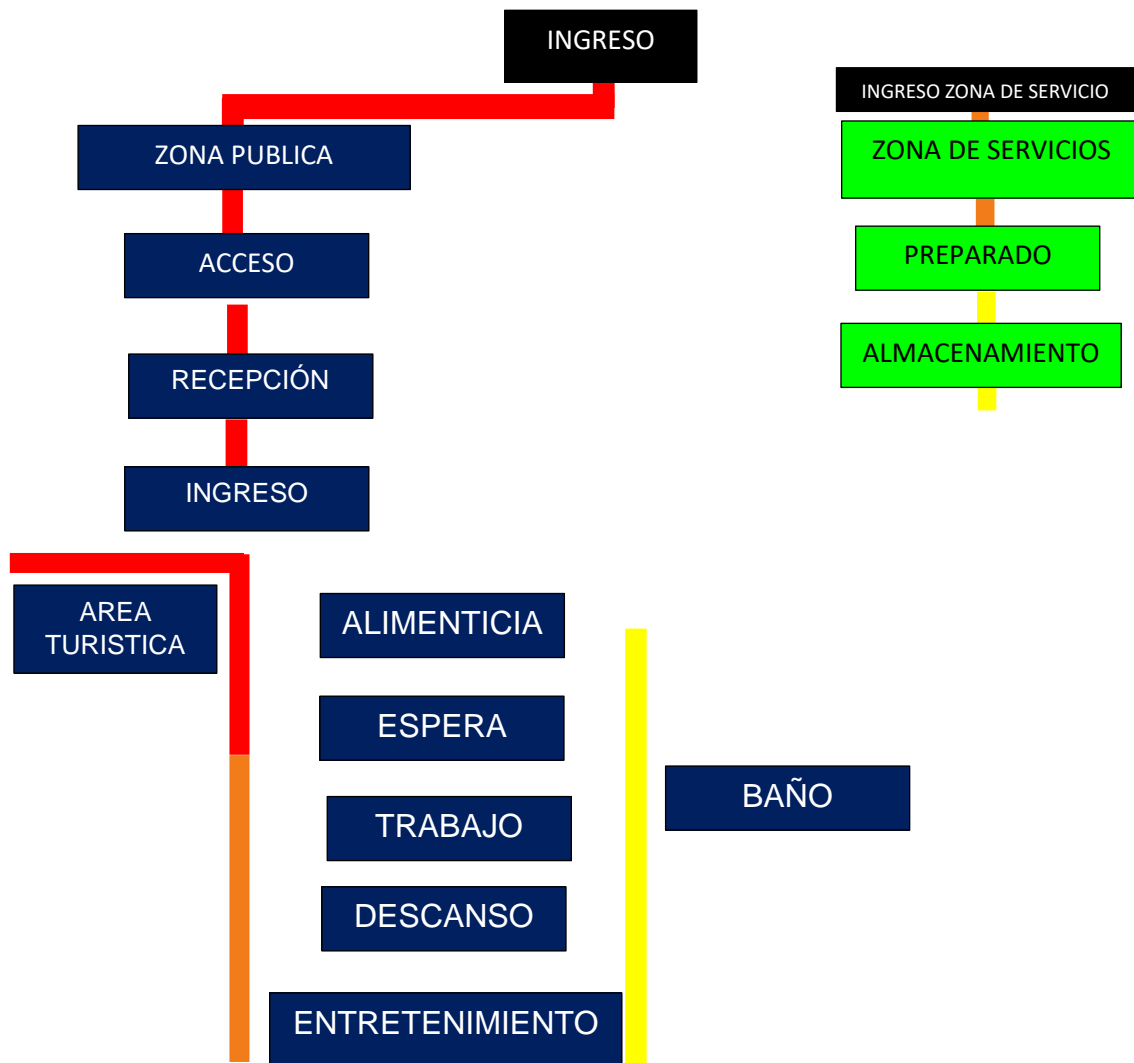 INGRESO
INGRESO ZONA DE SERVICIO
ZONA PUBLICA
ZONA DE SERVICIOS
ACCESO
PREPARADO
RECEPCIÓN
ALMACENAMIENTO
INGRESO
AREA
TURISTICA
ALIMENTICIA
ESPERA
BAÑO
TRABAJO
DESCANSO
ENTRETENIMIENTO